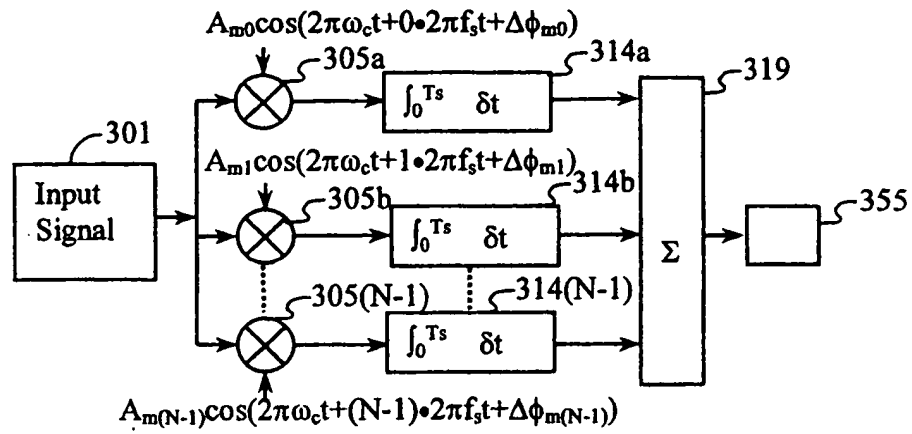 A_m0cos(2πω_ct+0•2πf_st+Δϕ_m0)
305a
314a
319
∫_0^Ts δt
301
Input
Signal
A_m1cos(2πω_ct+1•2πf_st+Δϕ_m1)
305b
314b
355
∫_0^Ts δt
Σ
305(N-1)
314(N-1)
∫_0^Ts δt
A_m(N-1)cos(2πω_ct+(N-1)•2πf_st+Δϕ_m(N-1))